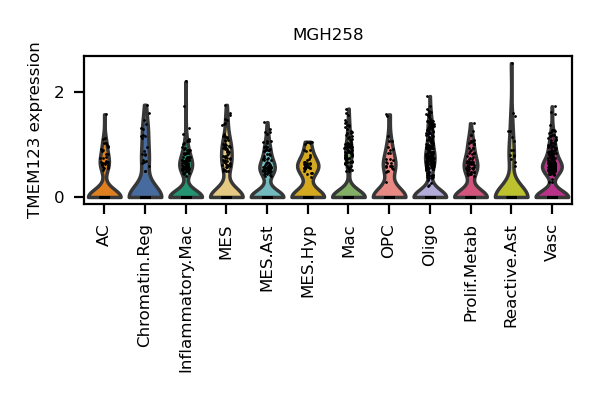 MGH258
TMEM123 expression
2
0
AC
Chromatin.Reg
Inflammatory.Mac
MES
MES.Ast
MES.Hyp
Mac
OPC
Oligo
Prolif.Metab
Reactive.Ast
Vasc